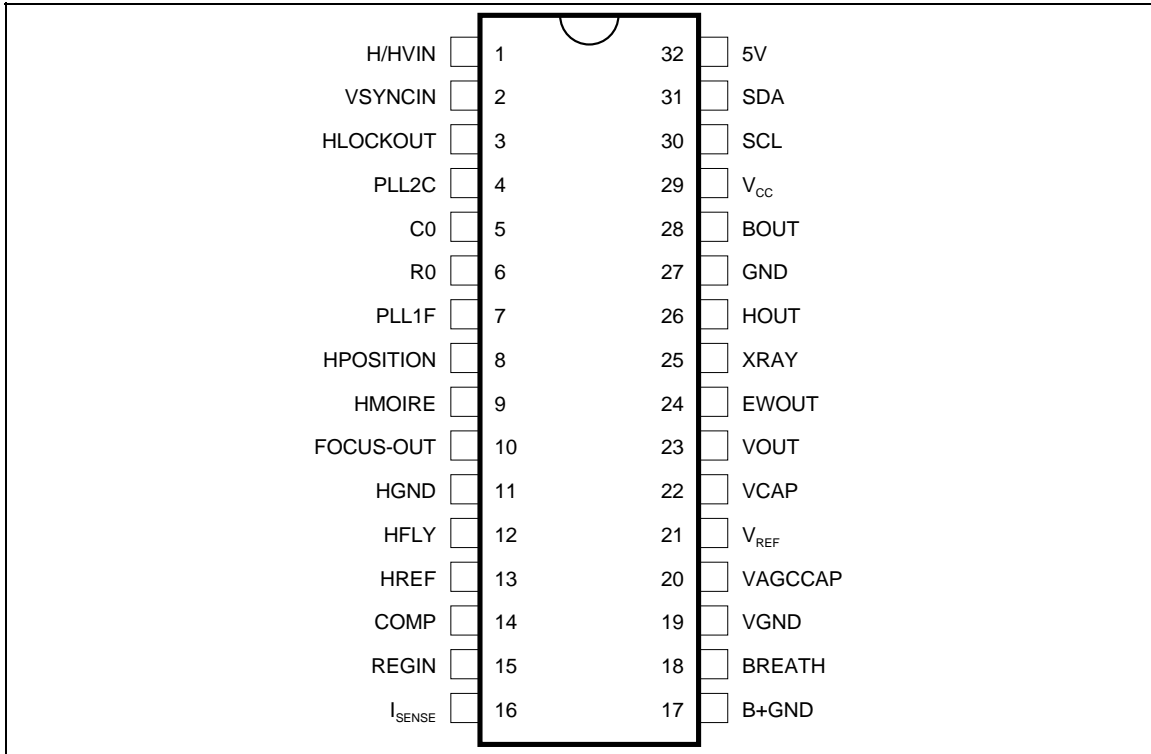 H/HVIN 1 32 5V
VSYNCIN 2 31 SDA
HLOCKOUT 3 30 SCL
PLL2C 4 29 VCC
C0 5 28 BOUT
R0 6 27 GND
PLL1F 7 26 HOUT
HPOSITION 8 25 XRAY
HMOIRE 9 24 EWOUT
FOCUS-OUT 10 23 VOUT
HGND 11 22 VCAP
HFLY 12 21 VREF
HREF 13 20 VAGCCAP
COMP 14 19 VGND
REGIN 15 18 BREATH
ISENSE 16 17 B+GND